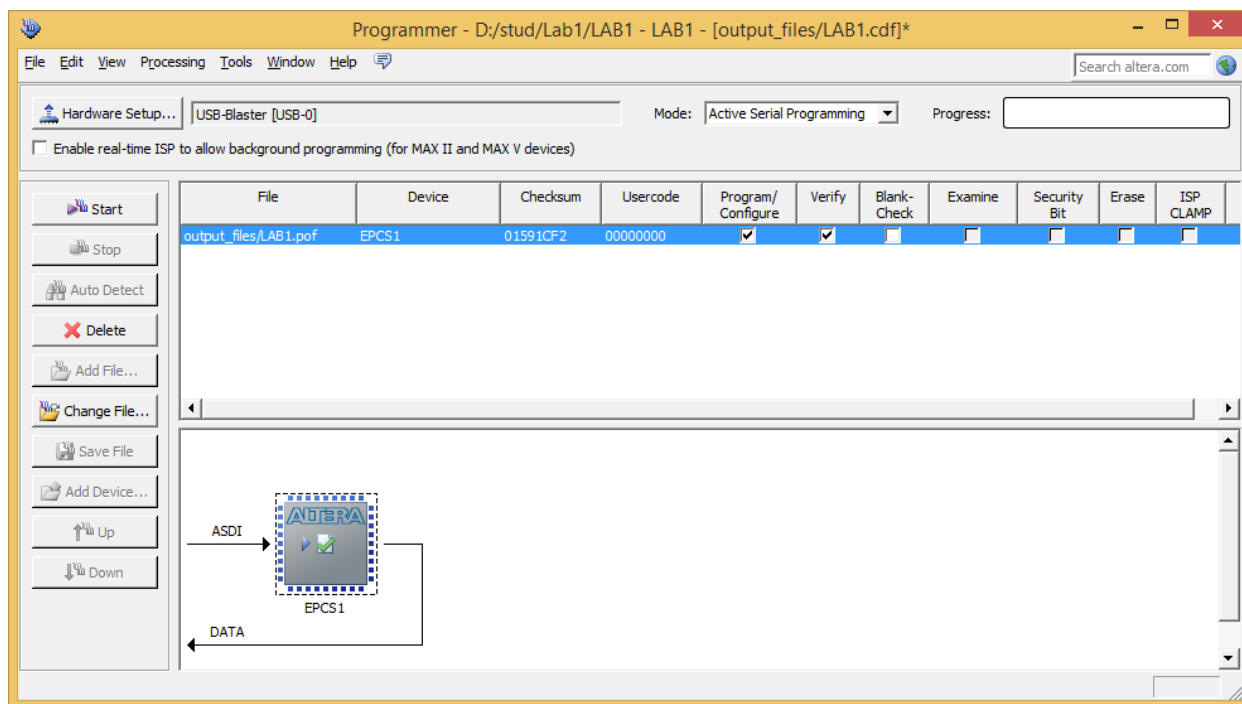 Programmer - D:/stud/Lab1/LAB1 - LAB1 - [output_files/LAB1.cdf]*
File Edit View Processing Tools Window Help
Search altera.com
Hardware Setup... USB-Blaster [USB-0] Mode: Active Serial Programming Progress:
Enable real-time ISP to allow background programming (for MAX II and MAX V devices)
File Device Checksum Usercode Program/ Configure Verify Blank- Check Examine Security Bit Erase ISP CLAMP
output_files/LAB1.pof EPCS1 01591CF2 00000000
Start
Stop
Auto Detect
Delete
Add File...
Change File...
Save File
Add Device...
Up
Down
ALTERA
ASDI
EPCS1
DATA